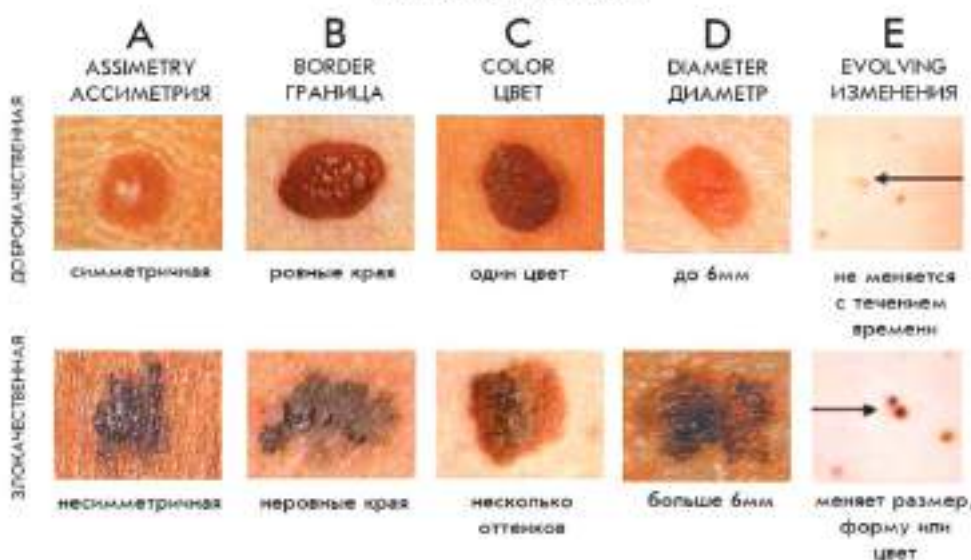 A B C D E
ASSIMETRY BORDER COLOR DIAMETER EVOLVING
АССИМЕТРИЯ ГРАНИЦА ЦВЕТ ДИАМЕТР ИЗМЕНЕНИЯ
ДОБРОКАЧЕСТВЕННАЯ
симметричная ровные края один цвет до 6мм не меняется
с течением
времени
ЗЛОКАЧЕСТВЕННАЯ
несимметричная неровные края несколько больше 6мм меняет размер,
оттенков форму или
цвет